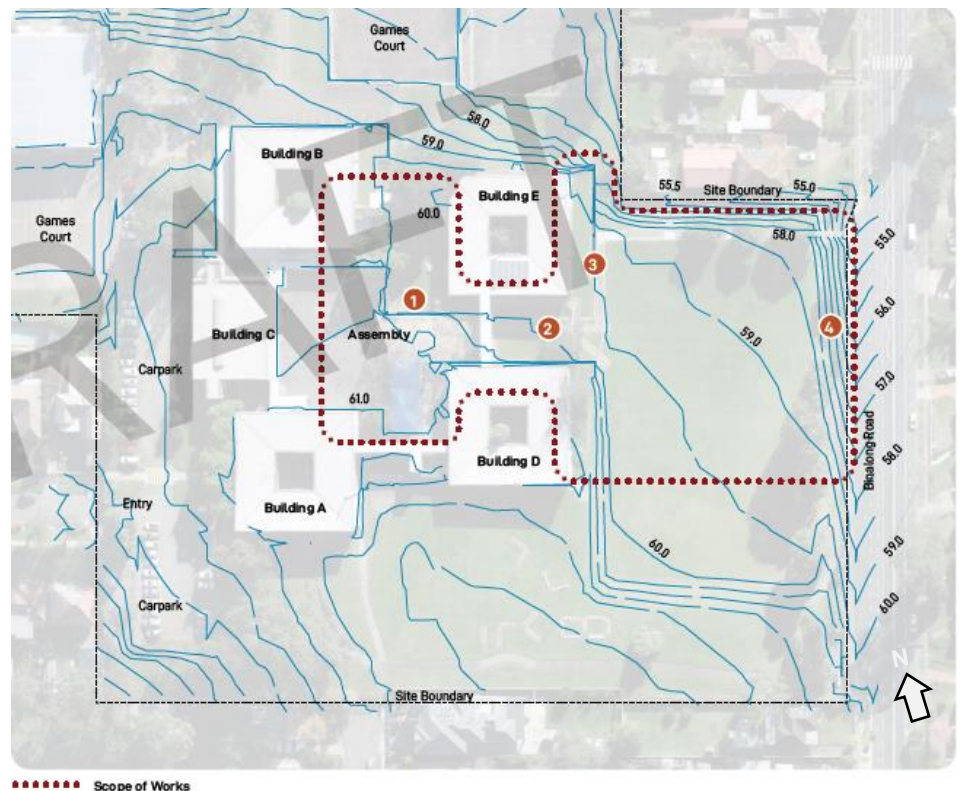 Games
Court
58.0
59.0
Building B
55.5
Site Boundary
55.0
Building E
60.0
Games
Court
58.0
55.0
3
1
56.0
2
4
Building C
Assembly
59.0
Carpark
57.0
61.0
58.0
Binalong Road
Building D
Entry
Building A
60.0
59.0
60.0
Carpark
N
Site Boundary
DRAFT
Scope of Works